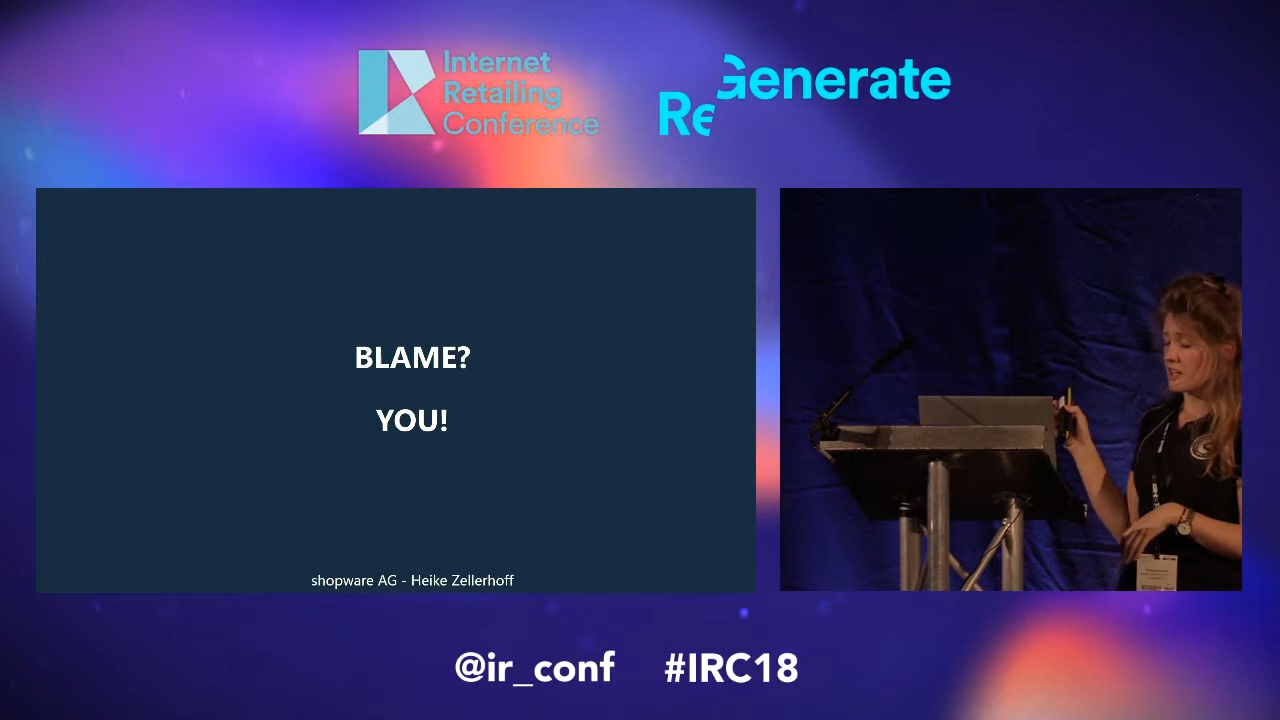 Internet
Retailing
Conference
ReGenerate
BLAME?
YOU!
shopware AG - Heike Zellerhoff
@ir_conf
#IRC18